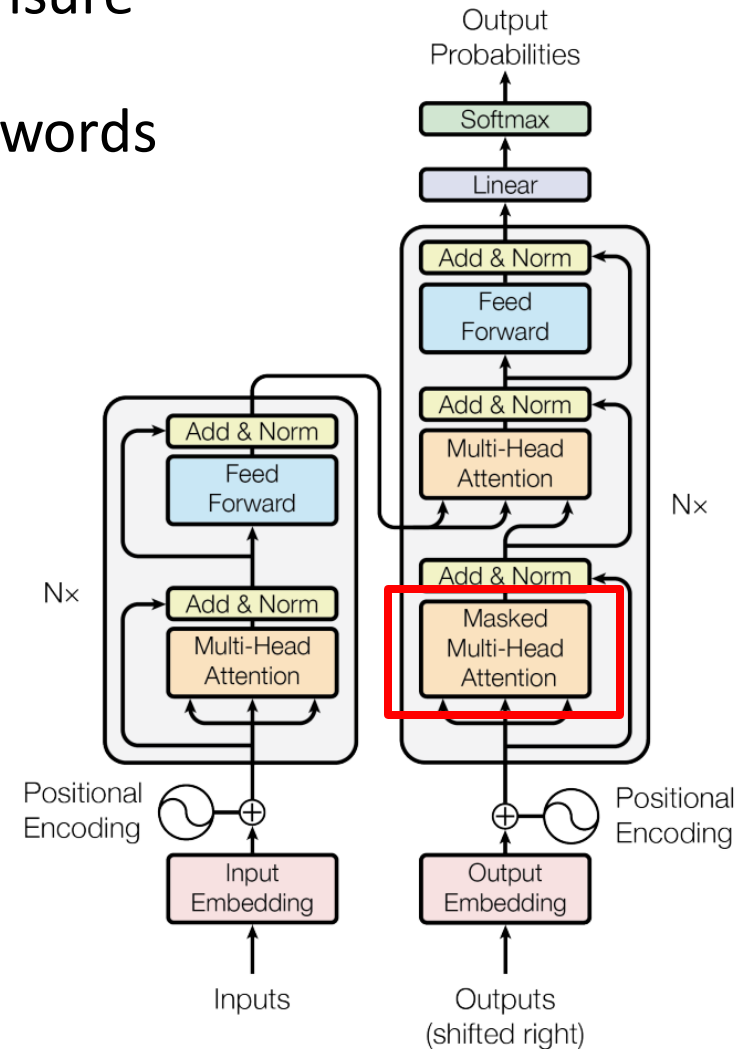 nsure
words
Output
Probabilities
Softmax
Linear
Add & Norm
Feed
Forward
Add & Norm
Multi-Head
Attention
N×
Add & Norm
Masked
Multi-Head
Attention
Add & Norm
Feed
Forward
N×
Add & Norm
Multi-Head
Attention
Positional
Encoding
Positional
Encoding
Input
Embedding
Output
Embedding
Inputs
Outputs
(shifted right)